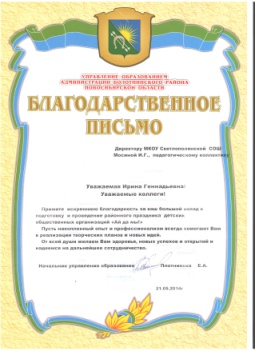 УПРАВЛЕНИЕ ОБРАЗОВАНИЕМ
АДМИНИСТРАЦИИ БОЛОТНИНСКОГО РАЙОНА
НОВОСИБИРСКОЙ ОБЛАСТИ
БЛАГОДАРСТВЕННОЕ
ПИСЬМО
Директору МКОУ Светлополянской СОШ
Мосиной И.Г., педагогическому коллективу
Уважаемая Ирина Геннадьевна!
Уважаемые коллеги!
Примите искреннюю благодарность за ваш большой вклад в
подготовку и проведение районного праздника детских
общественных организаций «Ай да мы!»
Пусть накопленный опыт и профессионализм всегда помогают Вам
в реализации творческих планов и новых идей.
От всей души желаем Вам здоровья, новых успехов и открытий и
надеемся на дальнейшее сотрудничество.
Начальник управления образованием
21.05.2014г